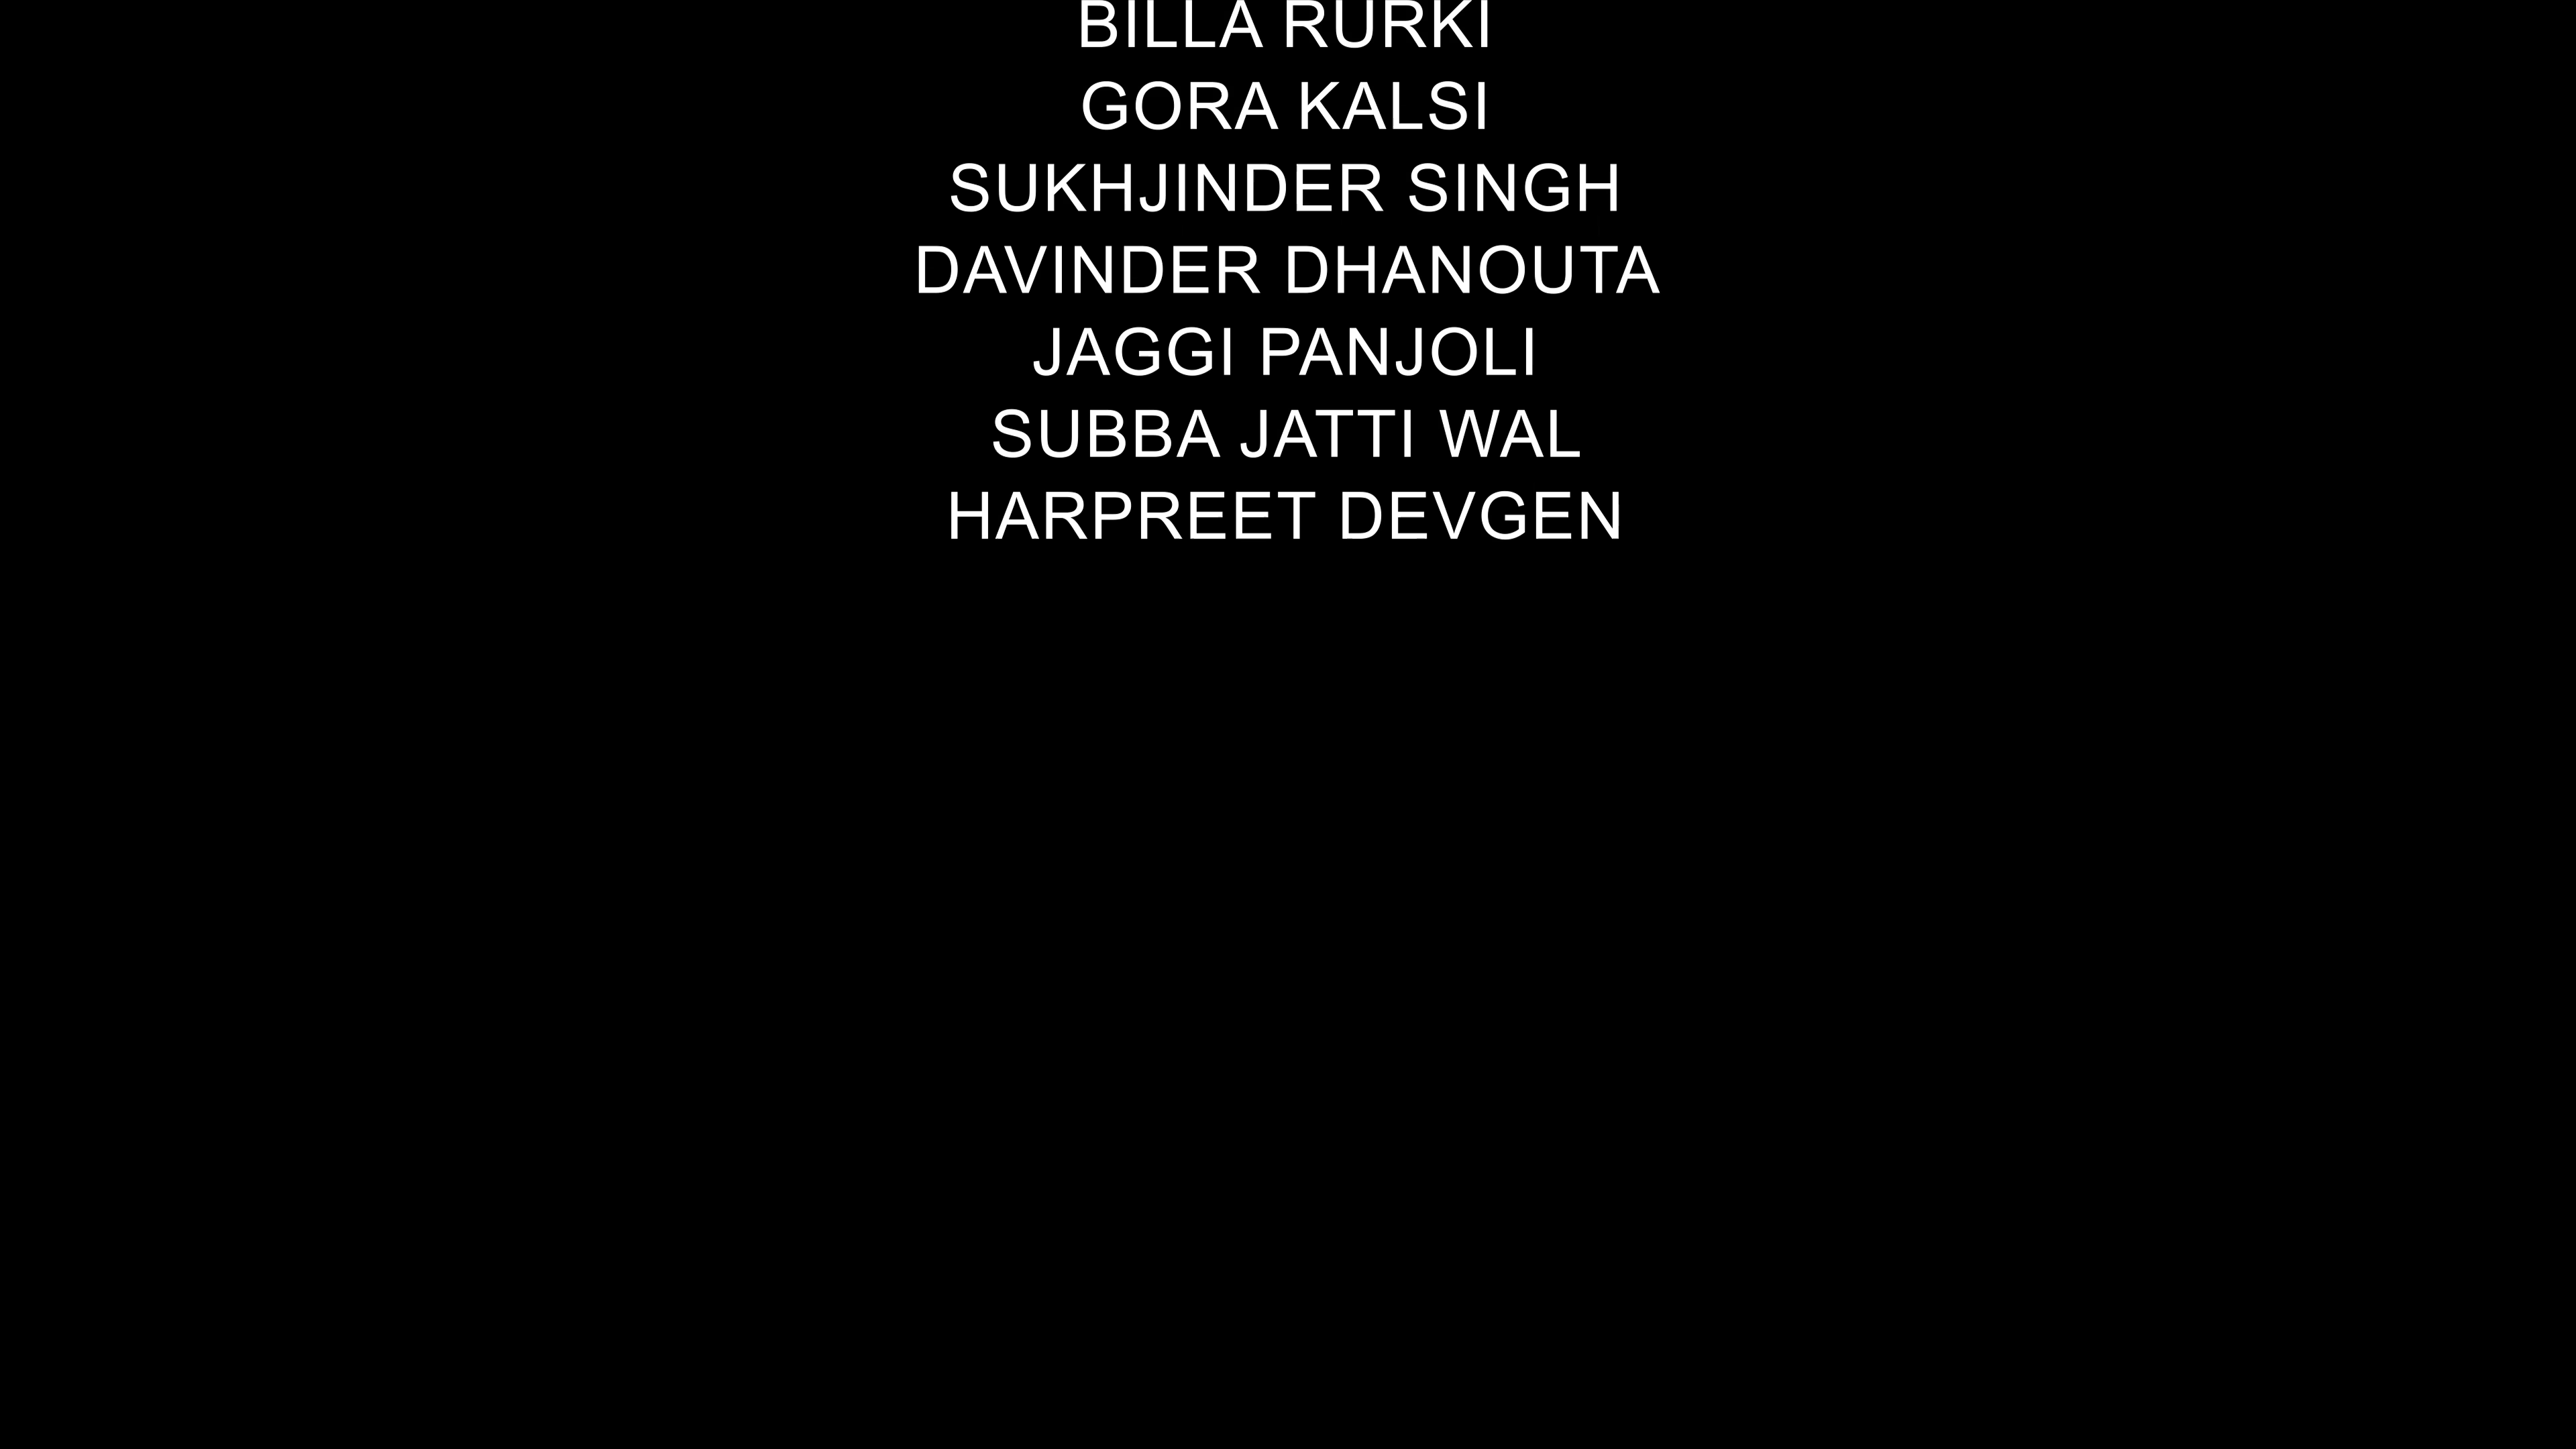 BILLA RURKI
GORA KALSI
SUKHJINDER SINGH
DAVINDER DHANOUTA
JAGGI PANJOLI
SUBBA JATTI WAL
HARPREET DEVGEN